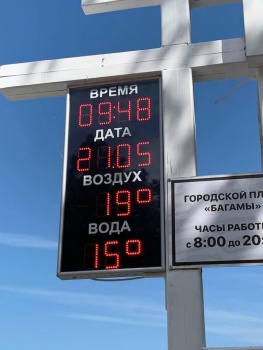 ВРЕМЯ
09:48
ДАТА
21.05
ВОЗДУХ
19°
ВОДА
15°
ГОРОДСКОЙ
«БАГАМЫ»
ЧАСЫ
с 8:00 до